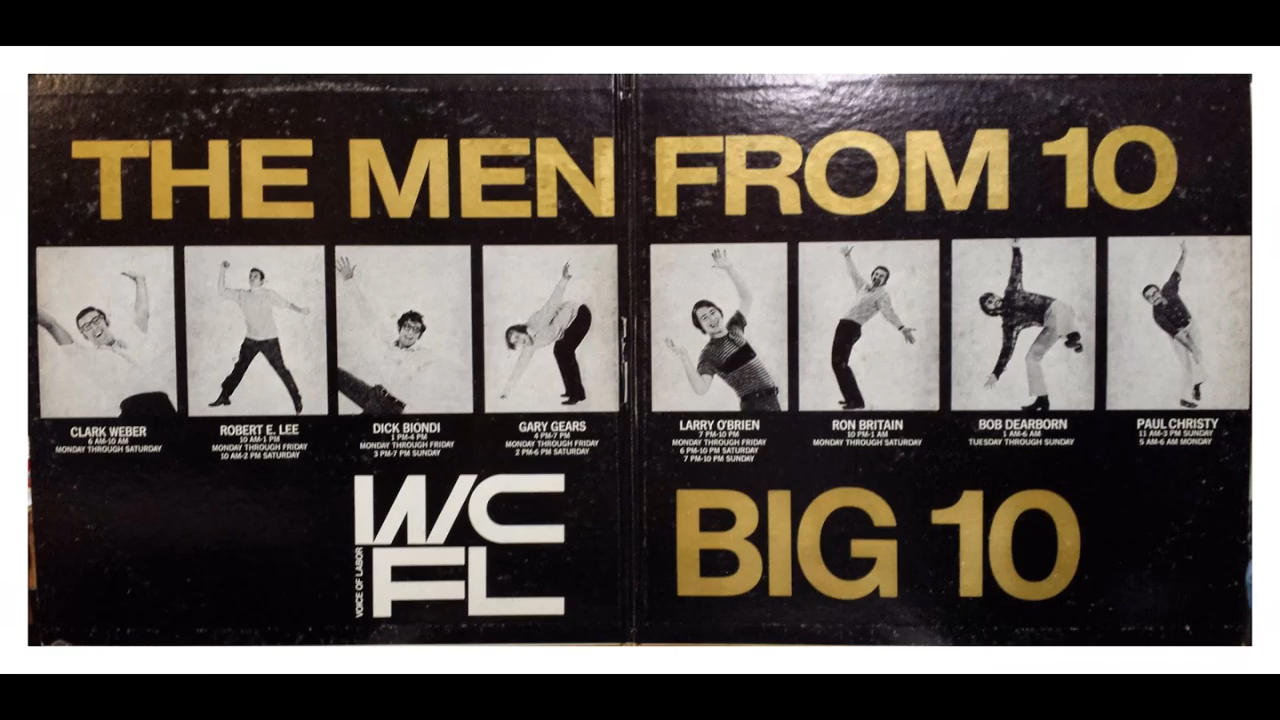 THE MEN FROM 10
CLARK WEBER
6 AM-10 AM
MONDAY THROUGH SATURDAY
ROBERT E. LEE
10 AM-1 PM
MONDAY THROUGH FRIDAY
10 AM-2 PM SATURDAY
DICK BIONDI
1 PM-4 PM
MONDAY THROUGH FRIDAY
3 PM-7 PM SUNDAY
GARY GEARS
4 PM-7 PM
MONDAY THROUGH FRIDAY
2 PM-6 PM SATURDAY
LARRY O'BRIEN
7 PM-10 PM
MONDAY THROUGH FRIDAY
6 PM-10 PM SATURDAY
7 PM-10 PM SUNDAY
RON BRITAIN
10 PM-1 AM
MONDAY THROUGH SATURDAY
BOB DEARBORN
1 AM-6 AM
TUESDAY THROUGH SUNDAY
PAUL CHRISTY
11 AM-3 PM SUNDAY
5 AM-6 AM MONDAY
WC
FL
VOICE OF LABOR
BIG 10